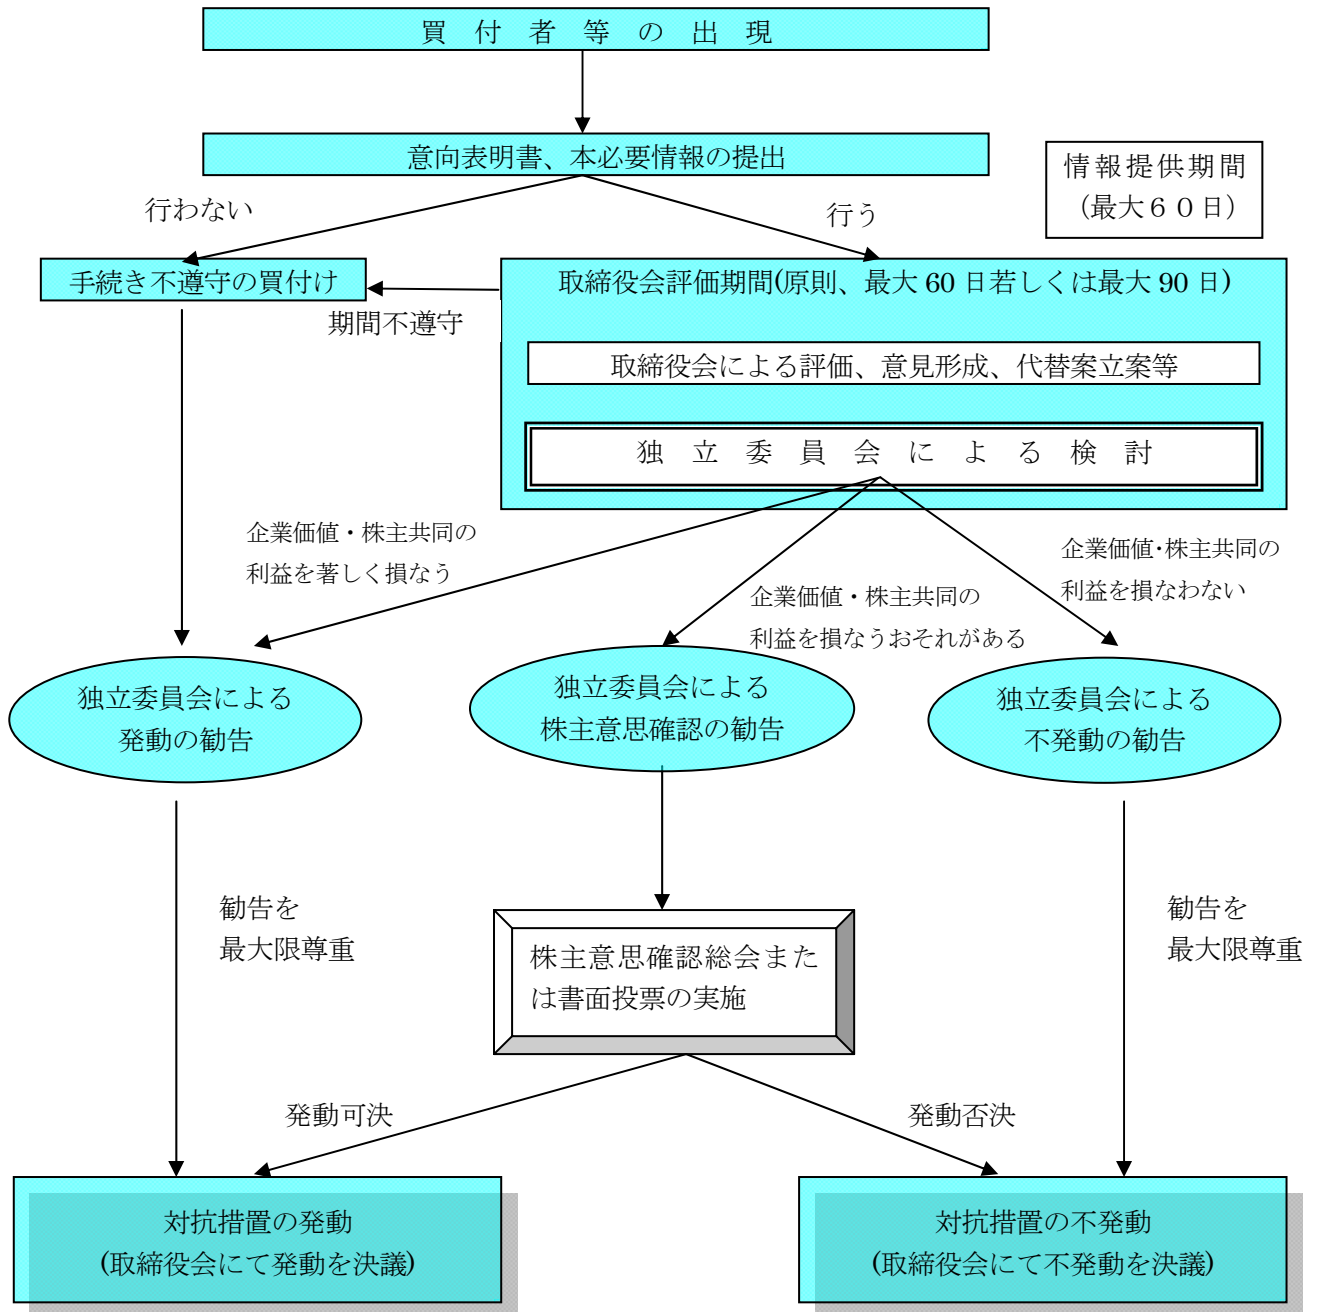 買付者等の出現
意向表明書、本必要情報の提出
情報提供期間
（最大６０日）
行わない
行う
手続き不遵守の買付け
取締役会評価期間(原則、最大 60 日若しくは最大 90 日)
期間不遵守
取締役会による評価、意見形成、代替案立案等
独立委員会による検討
企業価値・株主共同の
利益を著しく損なう
企業価値・株主共同の
利益を損なうおそれがある
企業価値・株主共同の
利益を損なわない
独立委員会による
発動の勧告
独立委員会による
株主意思確認の勧告
独立委員会による
不発動の勧告
勧告を
最大限尊重
株主意思確認総会また
は書面投票の実施
勧告を
最大限尊重
発動可決
発動否決
対抗措置の発動
(取締役会にて発動を決議)
対抗措置の不発動
(取締役会にて不発動を決議)